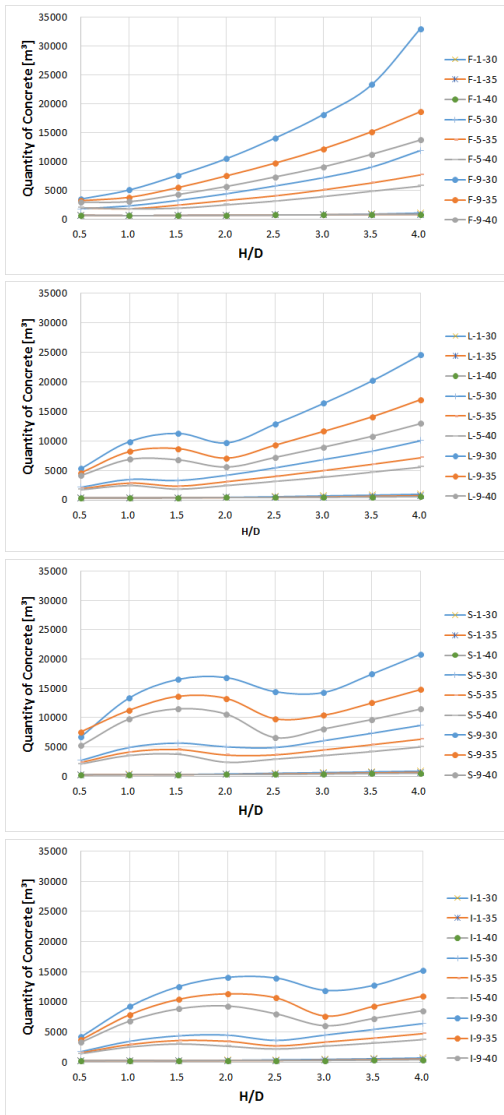 35000
30000
25000
20000
15000
10000
5000
0
Quantity of Concrete [m³]
0.5 1.0 1.5 2.0 2.5 3.0 3.5 4.0
H/D
F-1-30
F-1-35
F-1-40
F-5-30
F-5-35
F-5-40
F-9-30
F-9-35
F-9-40
35000
30000
25000
20000
15000
10000
5000
0
Quantity of Concrete [m³]
0.5 1.0 1.5 2.0 2.5 3.0 3.5 4.0
H/D
L-1-30
L-1-35
L-1-40
L-5-30
L-5-35
L-5-40
L-9-30
L-9-35
L-9-40
35000
30000
25000
20000
15000
10000
5000
0
Quantity of Concrete [m³]
0.5 1.0 1.5 2.0 2.5 3.0 3.5 4.0
H/D
S-1-30
S-1-35
S-1-40
S-5-30
S-5-35
S-5-40
S-9-30
S-9-35
S-9-40
35000
30000
25000
20000
15000
10000
5000
0
Quantity of Concrete [m³]
0.5 1.0 1.5 2.0 2.5 3.0 3.5 4.0
H/D
I-1-30
I-1-35
I-1-40
I-5-30
I-5-35
I-5-40
I-9-30
I-9-35
I-9-40